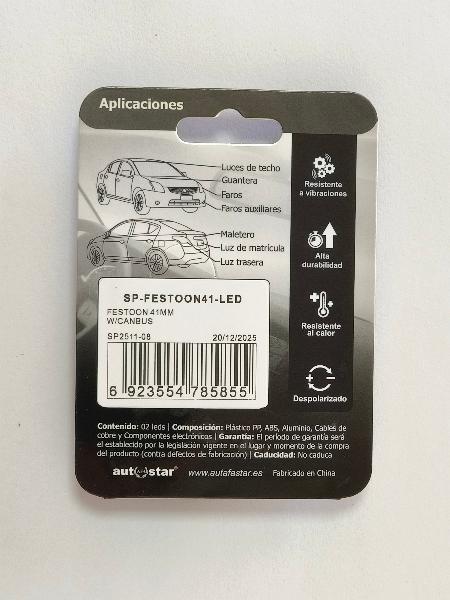 Aplicaciones
Luces de techo
Guantera
Faros
Faros auxiliares
Maletero
Luz de matrícula
Luz trasera
Resistente
a vibraciones
Alta
durabilidad
Resistente
al calor
Despolarizado
SP-FESTOON41-LED
FESTOON 41MM
W/CANBUS
SP2511-08 20/12/2025
6 923554 785855
Contenido: 02 leds | Composición: Plástico PP, ABS, Aluminio, Cables de
cobre y Componentes electrónicos | Garantía: El período de garantía será
el establecido por la legislación vigente en el lugar y momento de la compra
del producto (contra defectos de fabricación) | Caducidad: No caduca
autostar www.autafastar.es Fabricado en China